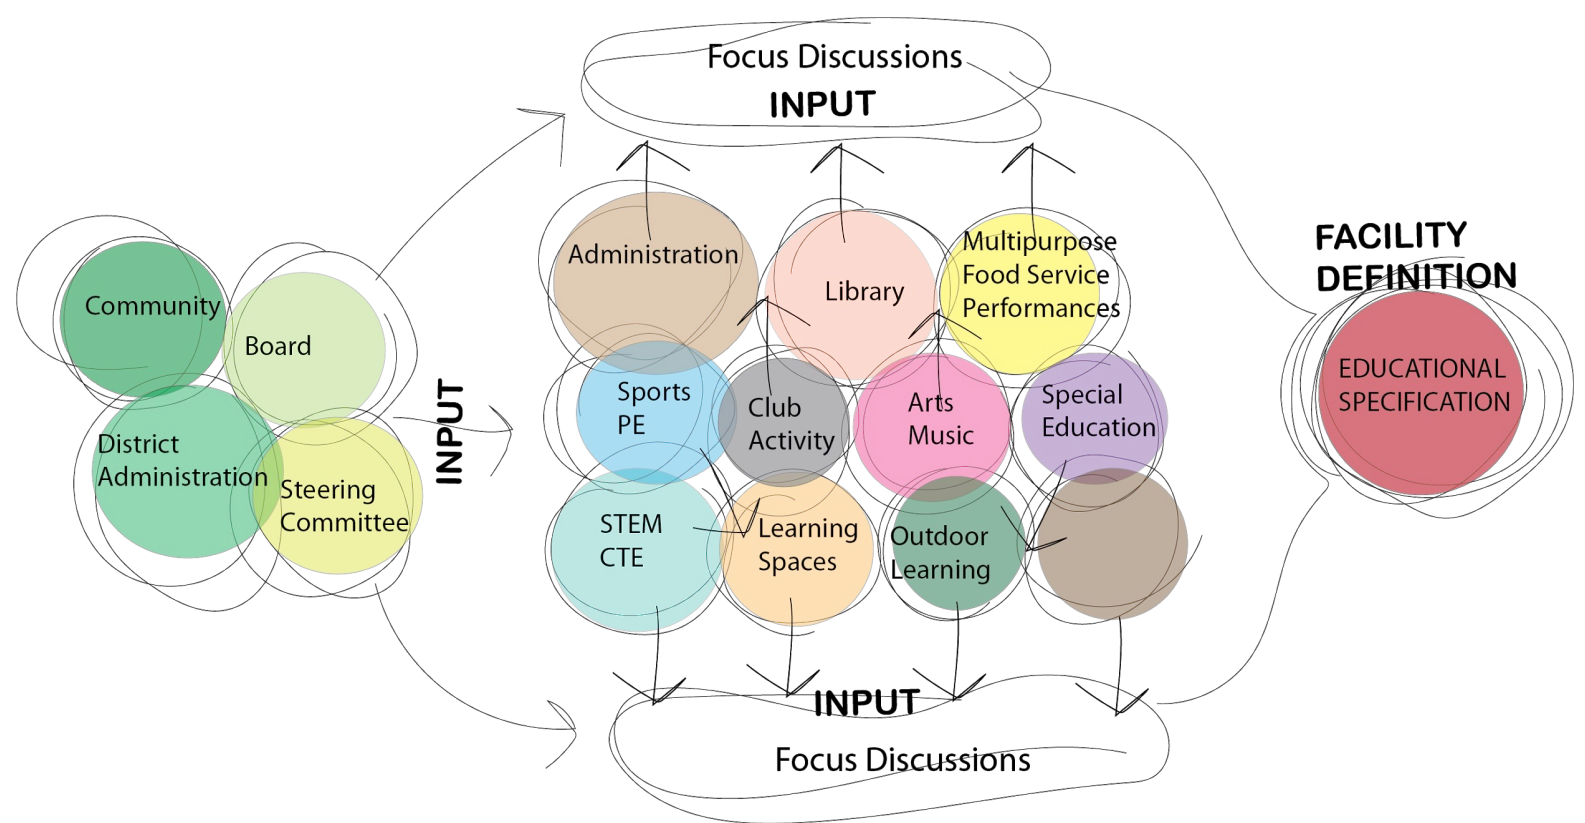 Focus Discussions
INPUT
Community
Board
District
Administration
Steering
Committee
INPUT
Administration
Library
Multipurpose
Food Service
Performances
Sports
PE
Club
Activity
Arts
Music
Special
Education
STEM
CTE
Learning
Spaces
Outdoor
Learning
INPUT
Focus Discussions
FACILITY
DEFINITION
EDUCATIONAL
SPECIFICATION